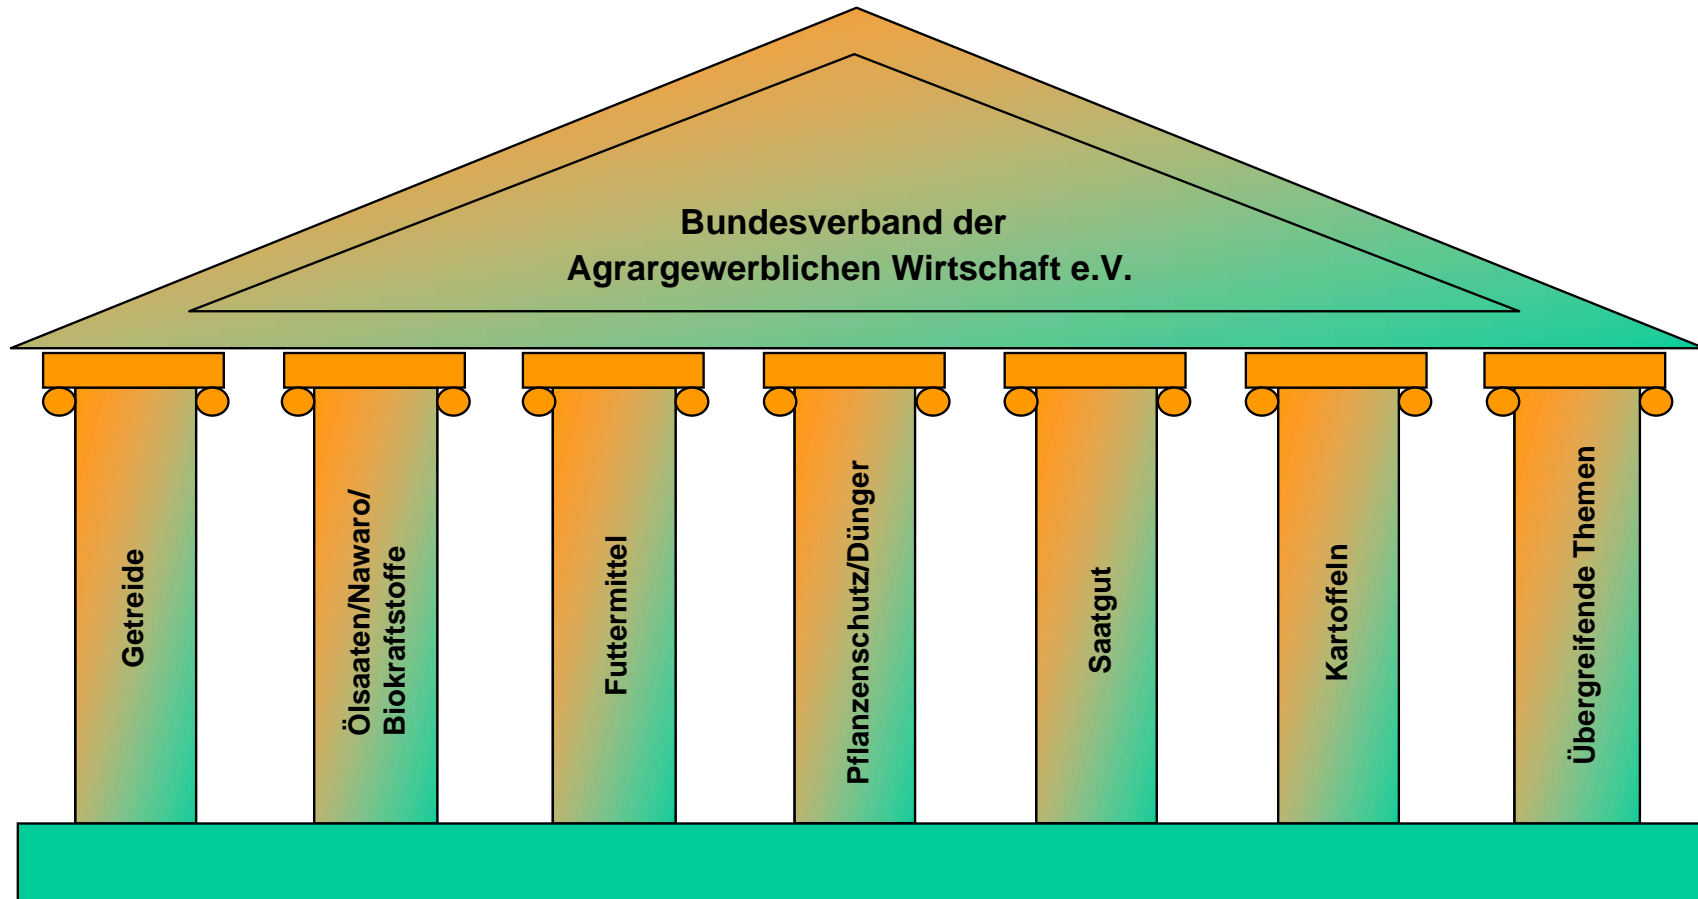 Bundesverband der
Agrargewerblichen Wirtschaft e.V.
Getreide
Ölsaaten/Nawaro/
Biokraftstoffe
Futtermittel
Pflanzenschutz/Dünger
Saatgut
Kartoffeln
Übergreifende Themen